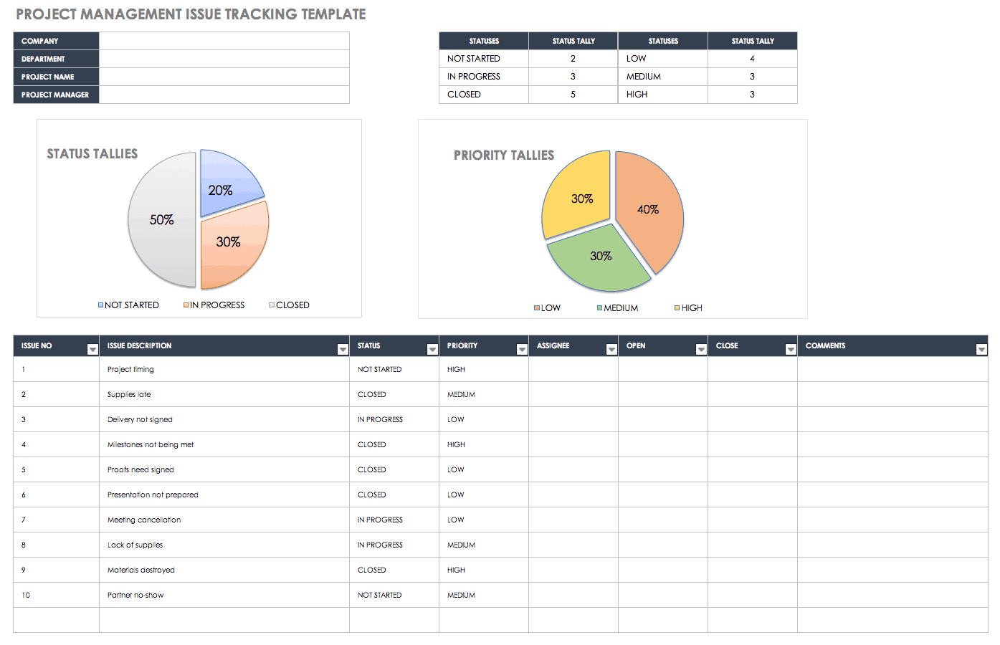 PROJECT MANAGEMENT ISSUE TRACKING TEMPLATE
COMPANY
DEPARTMENT
PROJECT NAME
PROJECT MANAGER
STATUSES STATUS TALLY STATUSES STATUS TALLY
NOT STARTED 2 LOW 4
IN PROGRESS 3 MEDIUM 3
CLOSED 5 HIGH 3
STATUS TALLIES
20%
50%
30%
NOT STARTED IN PROGRESS CLOSED
PRIORITY TALLIES
30%
40%
30%
LOW MEDIUM HIGH
ISSUE NO ISSUE DESCRIPTION STATUS PRIORITY ASSIGNEE OPEN CLOSE COMMENTS
1 Project timing NOT STARTED HIGH
2 Supplies late CLOSED MEDIUM
3 Delivery not signed IN PROGRESS LOW
4 Milestones not being met CLOSED HIGH
5 Proofs need signed CLOSED LOW
6 Presentation not prepared CLOSED LOW
7 Meeting cancellation IN PROGRESS LOW
8 Lack of supplies IN PROGRESS MEDIUM
9 Materials destroyed CLOSED HIGH
10 Partner no-show NOT STARTED MEDIUM